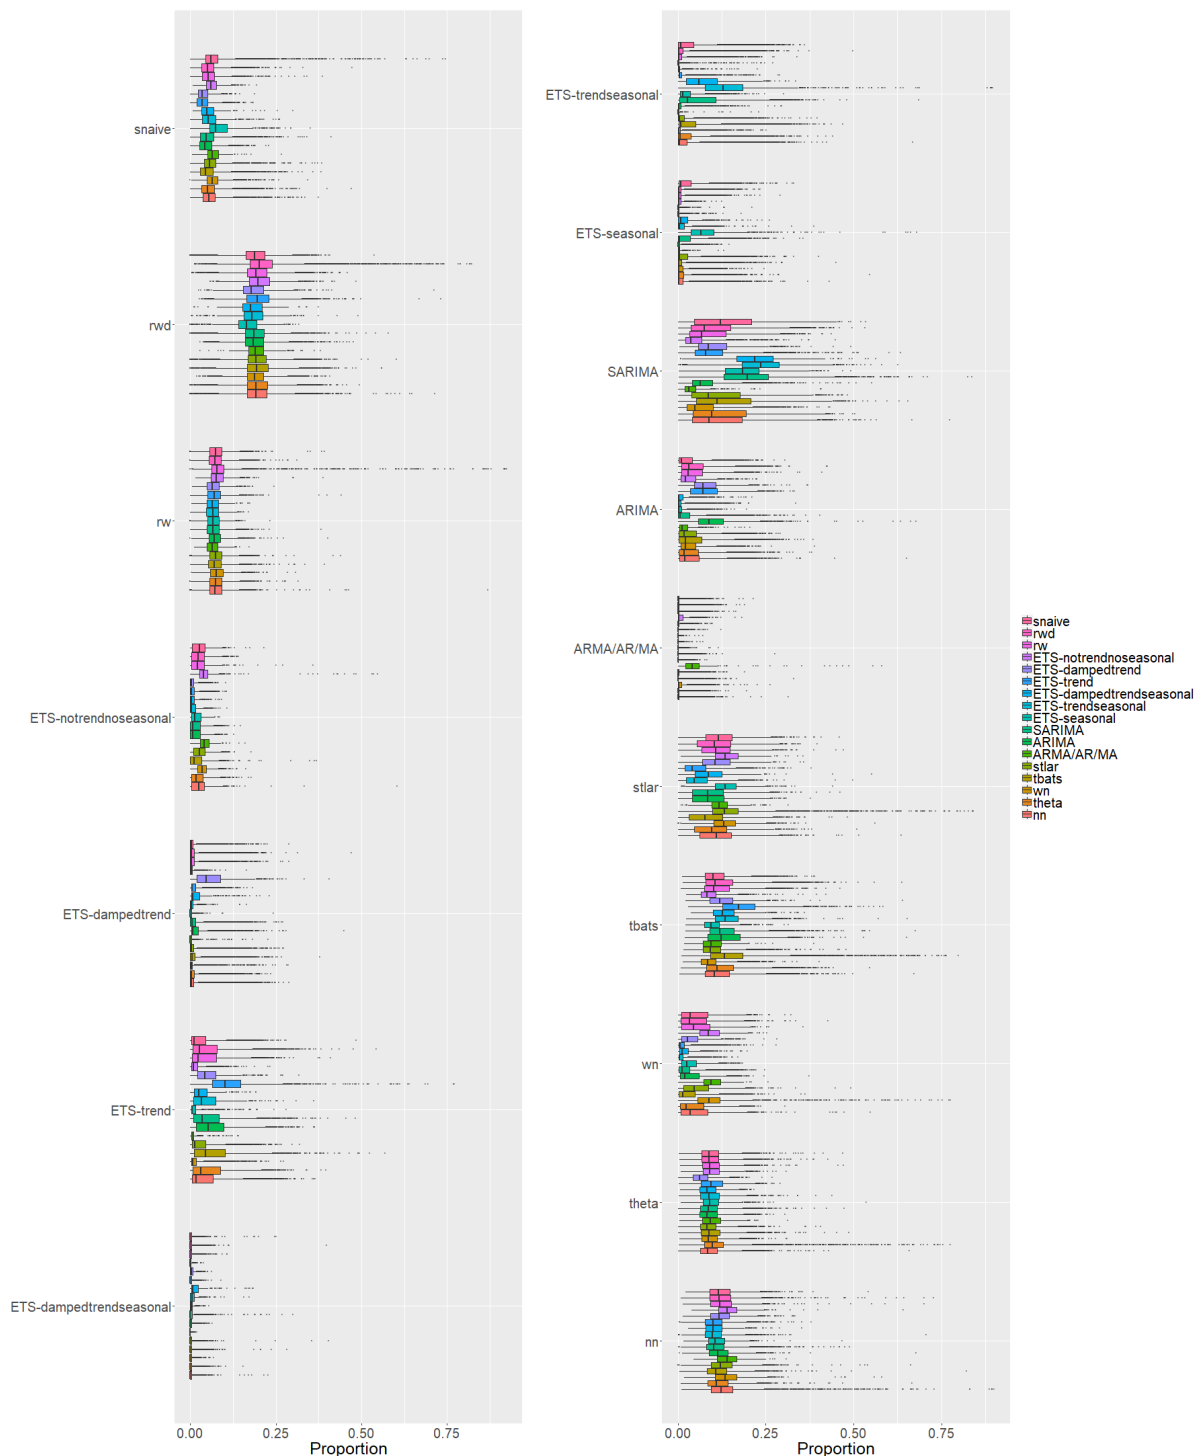 snaive
rwd
rw
ETS-notrendnoseasonal
ETS-dampedtrend
ETS-trend
ETS-dampedtrendseasonal
0.00 0.25 0.50 0.75
Proportion
ETS-trendseasonal
ETS-seasonal
SARIMA
ARIMA
ARMA/AR/MA
stlar
tbats
wn
theta
nn
0.00 0.25 0.50 0.75
Proportion
snaive
rwd
rw
ETS-notrendnoseasonal
ETS-dampedtrend
ETS-trend
ETS-dampedtrendseasonal
ETS-trendseasonal
ETS-seasonal
SARIMA
ARIMA
ARMA/AR/MA
stlar
tbats
wn
theta
nn